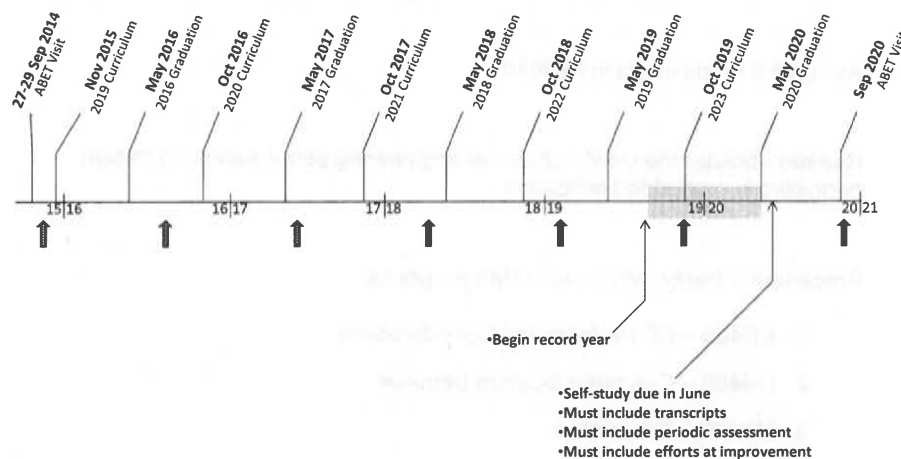 27-29 Sep 2014
ABET Visit
Nov 2015
2019 Curriculum
May 2016
2016 Graduation
Oct 2016
2020 Curriculum
May 2017
2017 Graduation
Oct 2017
2021 Curriculum
May 2018
2018 Graduation
Oct 2018
2022 Curriculum
May 2019
2019 Graduation
Oct 2019
2023 Curriculum
May 2020
2020 Graduation
Sep 2020
ABET Visit
15|16
16|17
17|18
18|19
19|20
20|21
•Begin record year
•Self-study due in June
•Must include transcripts
•Must include periodic assessment
•Must include efforts at improvement